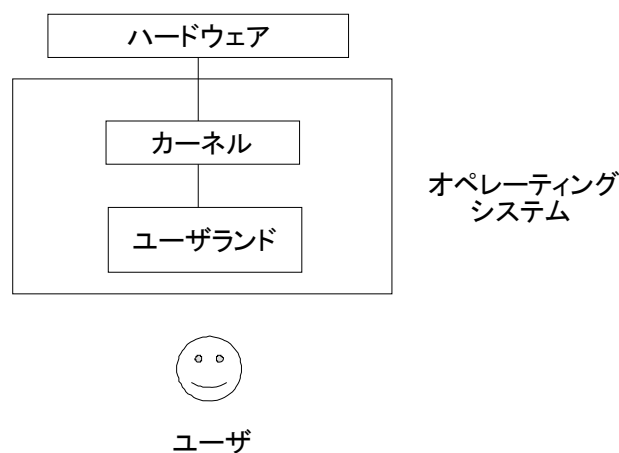 ハードウェア
カーネル
ユーザランド
オペレーティング
システム
ユーザ